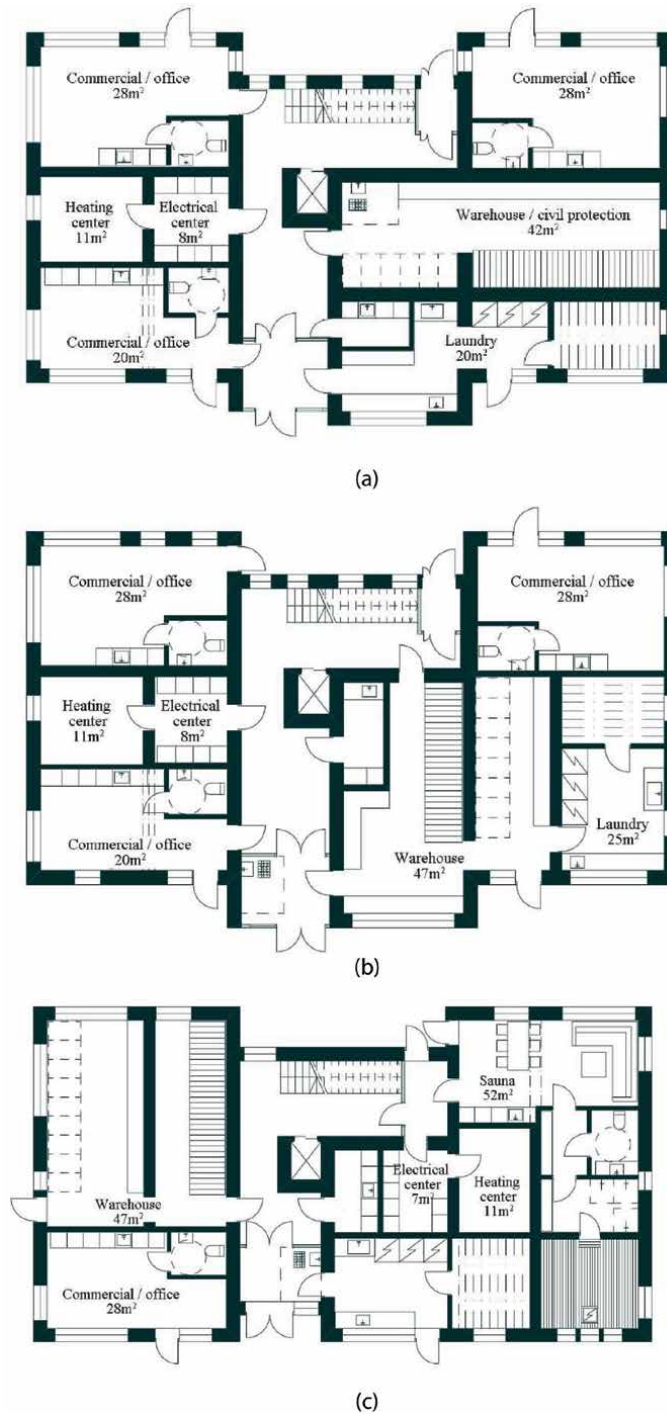 Commercial / office
28m²
Commercial / office
28m²
Heating
center
11m²
Electrical
center
8m²
Warehouse / civil protection
42m²
Commercial / office
20m²
Laundry
20m²
(a)
Commercial / office
28m²
Commercial / office
28m²
Heating
center
11m²
Electrical
center
8m²
Commercial / office
20m²
Warehouse
47m²
Laundry
25m²
(b)
Sauna
52m²
Electrical
center
7m²
Heating
center
11m²
Warehouse
47m²
Commercial / office
28m²
(c)